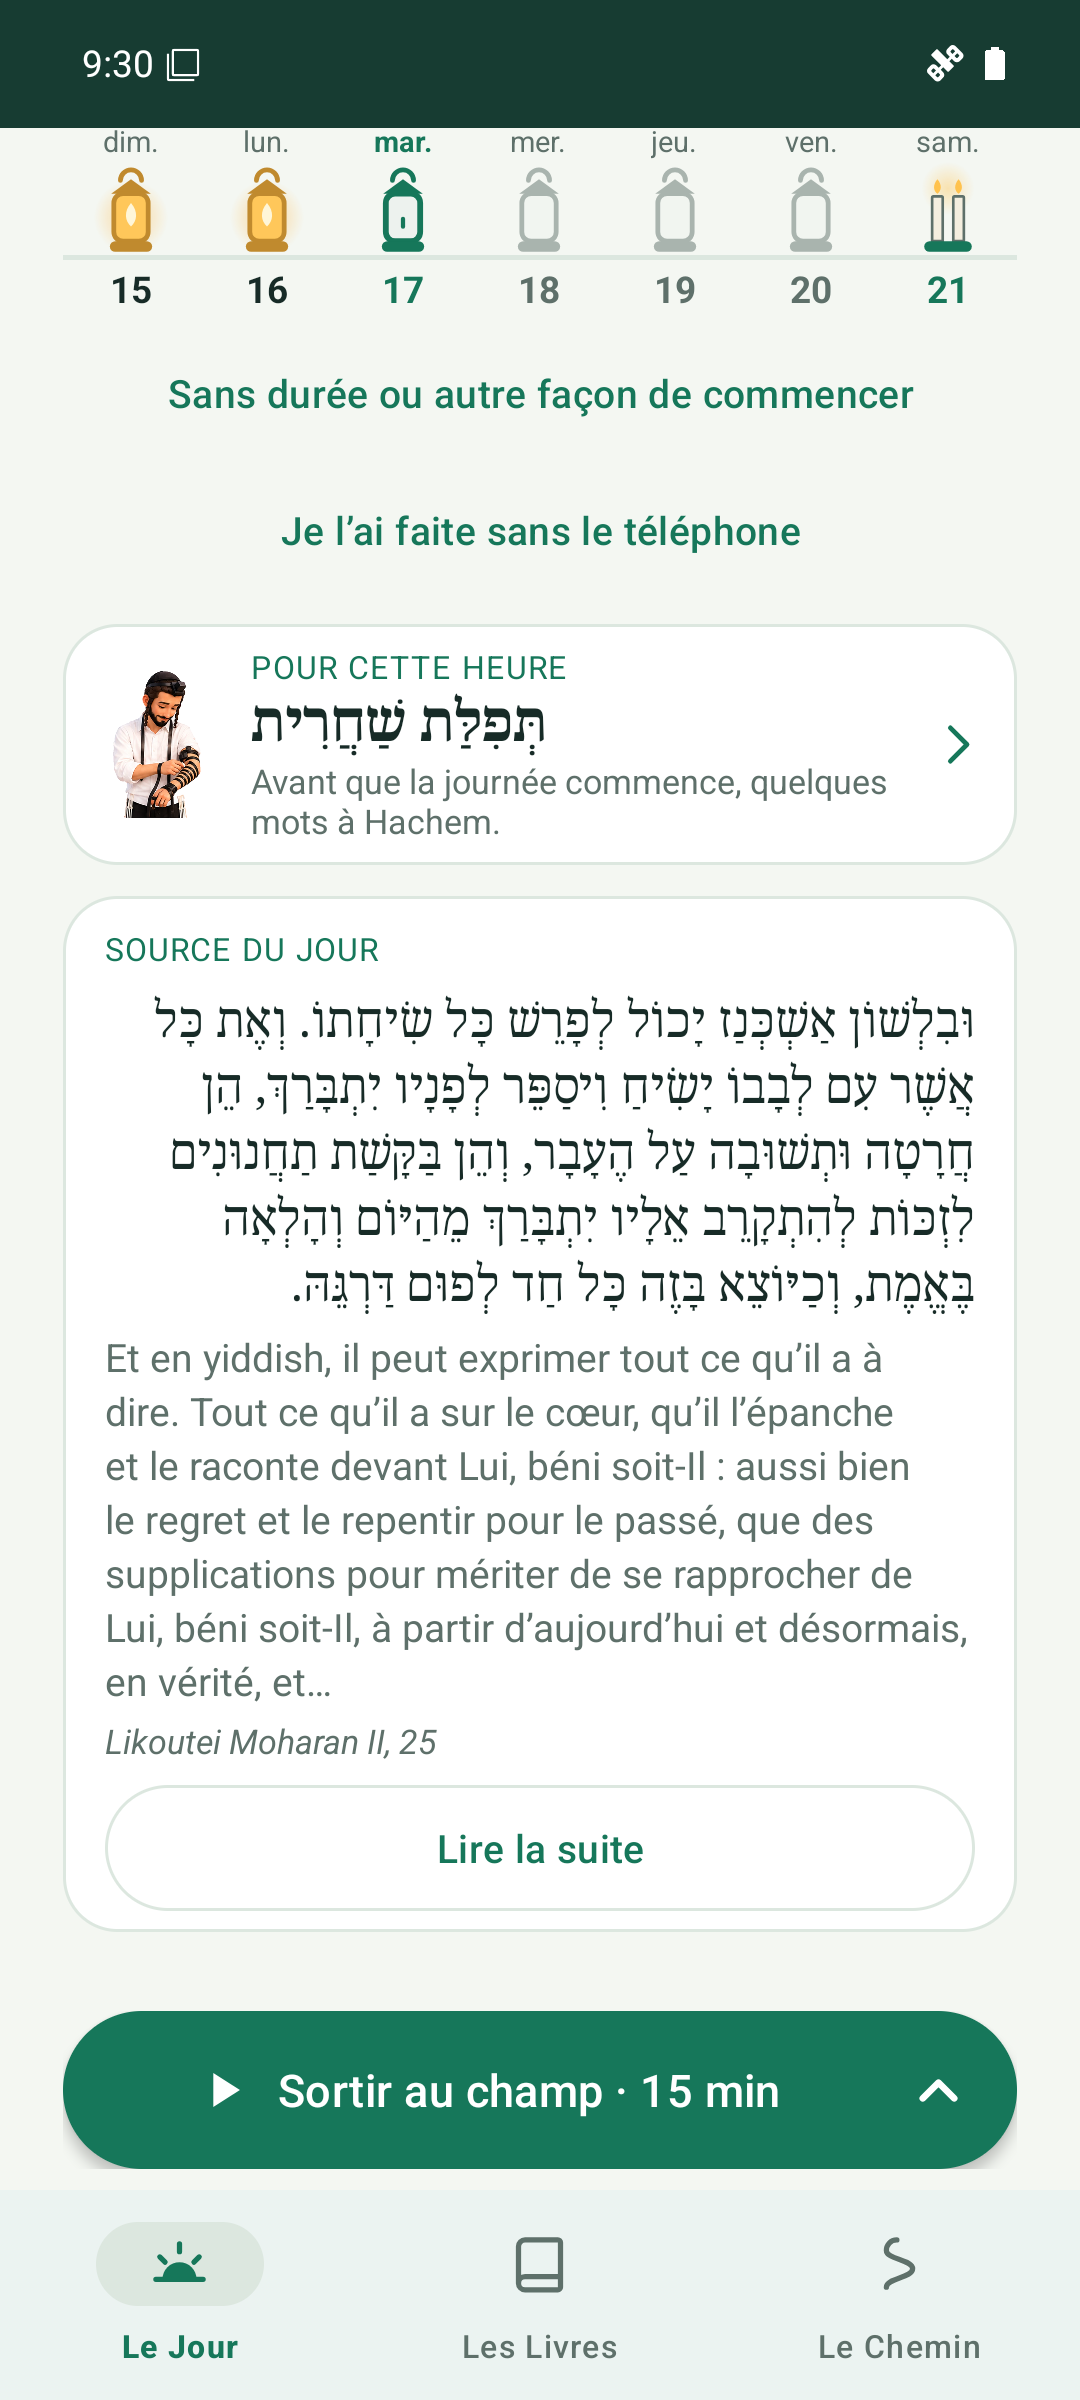 9:30
dim. lun. mar. mer. jeu. ven. sam.
15 16 17 18 19 20 21
Sans durée ou autre façon de commencer
Je l’ai faite sans le téléphone
POUR CETTE HEURE
תְּפִלַּת שַׁחֲרִית
Avant que la journée commence, quelques
mots à Hachem.
SOURCE DU JOUR
וּבִלְשׁוֹן אַשְׁכְּנַז יָכוֹל לְפָרֵשׁ כָּל שִׂיחָתוֹ. וְאֶת כָּל
אֲשֶׁר עִם לְבָבוֹ יָשִׂיחַ וִיסַפֵּר לְפָנָיו יִתְבָּרַךְ, הֵן
חֲרָטָה וּתְשׁוּבָה עַל הֶעָבָר, וְהֵן בַּקָּשַׁת תַּחֲנוּנִים
לִזְכּוֹת לְהִתְקָרֵב אֵלָיו יִתְבָּרַךְ מֵהַיּוֹם וְהָלְאָה
בֶּאֱמֶת, וְכַיּוֹצֵא בָּזֶה כָּל חַד לְפוּם דַּרְגֵּהּ.
Et en yiddish, il peut exprimer tout ce qu’il a à
dire. Tout ce qu’il a sur le cœur, qu’il l’épanche
et le raconte devant Lui, béni soit-Il : aussi bien
le regret et le repentir pour le passé, que des
supplications pour mériter de se rapprocher de
Lui, béni soit-Il, à partir d’aujourd’hui et désormais,
en vérité, et…
Likoutei Moharan II, 25
Lire la suite
Sortir au champ · 15 min
Le Jour Les Livres Le Chemin